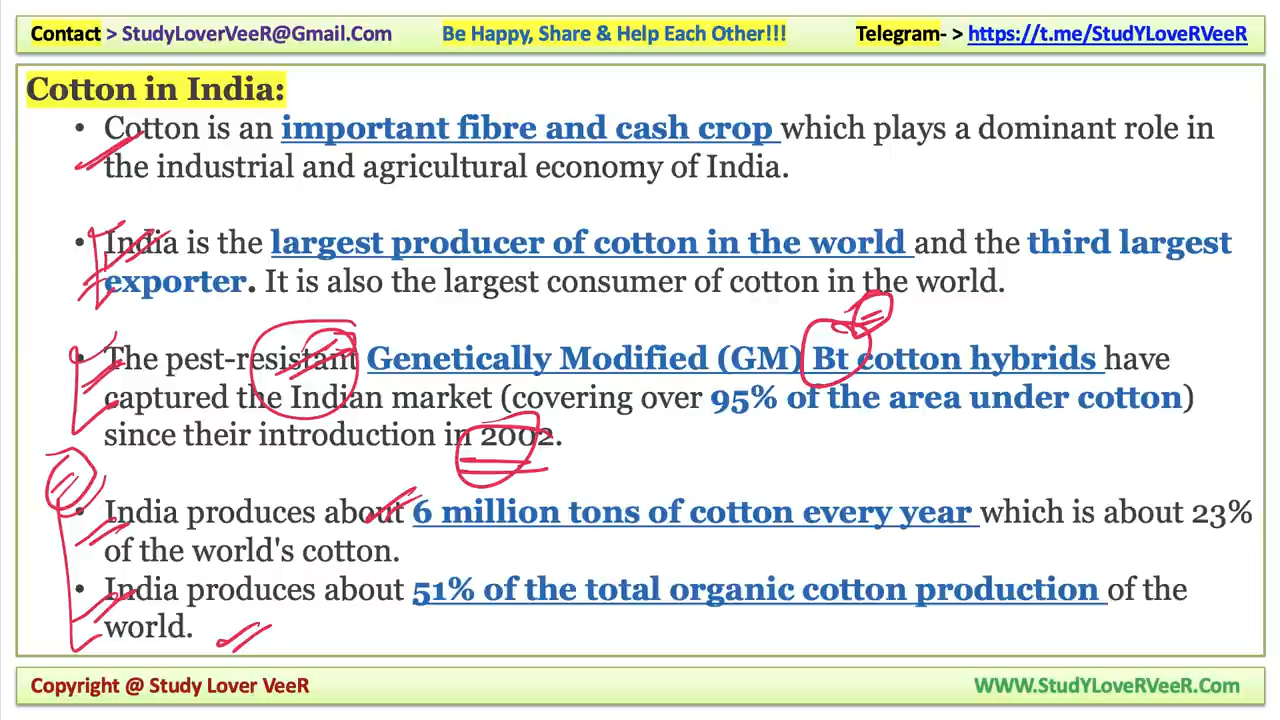 Contact > StudyLoverVeeR@Gmail.Com Be Happy, Share & Help Each Other!!! Telegram- > https://t.me/StudYLoveRVeeR
Cotton in India:
• Cotton is an important fibre and cash crop which plays a dominant role in
the industrial and agricultural economy of India.
• India is the largest producer of cotton in the world and the third largest
exporter. It is also the largest consumer of cotton in the world.
• The pest-resistant Genetically Modified (GM) Bt cotton hybrids have
captured the Indian market (covering over 95% of the area under cotton)
since their introduction in 2002.
• India produces about 6 million tons of cotton every year which is about 23%
of the world's cotton.
• India produces about 51% of the total organic cotton production of the
world.
Copyright @ Study Lover VeeR WWW.StudYLoveRVeeR.Com